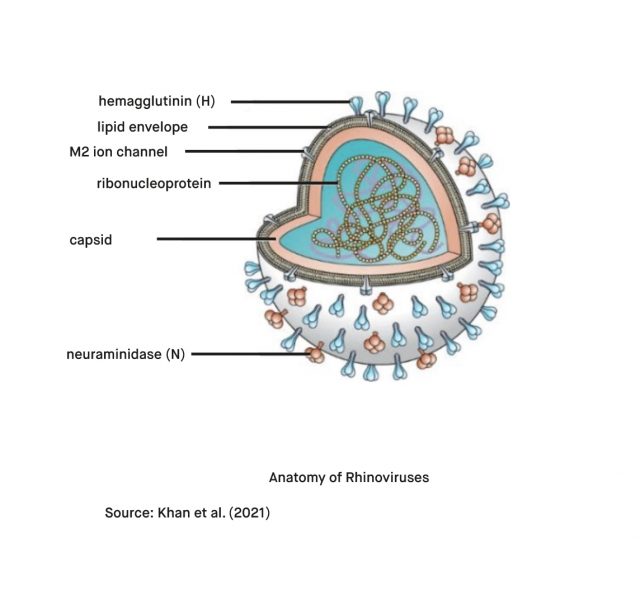 hemagglutinin (H)
lipid envelope
M2 ion channel
ribonucleoprotein
capsid
neuraminidase (N)
Anatomy of Rhinoviruses
Source: Khan et al. (2021)